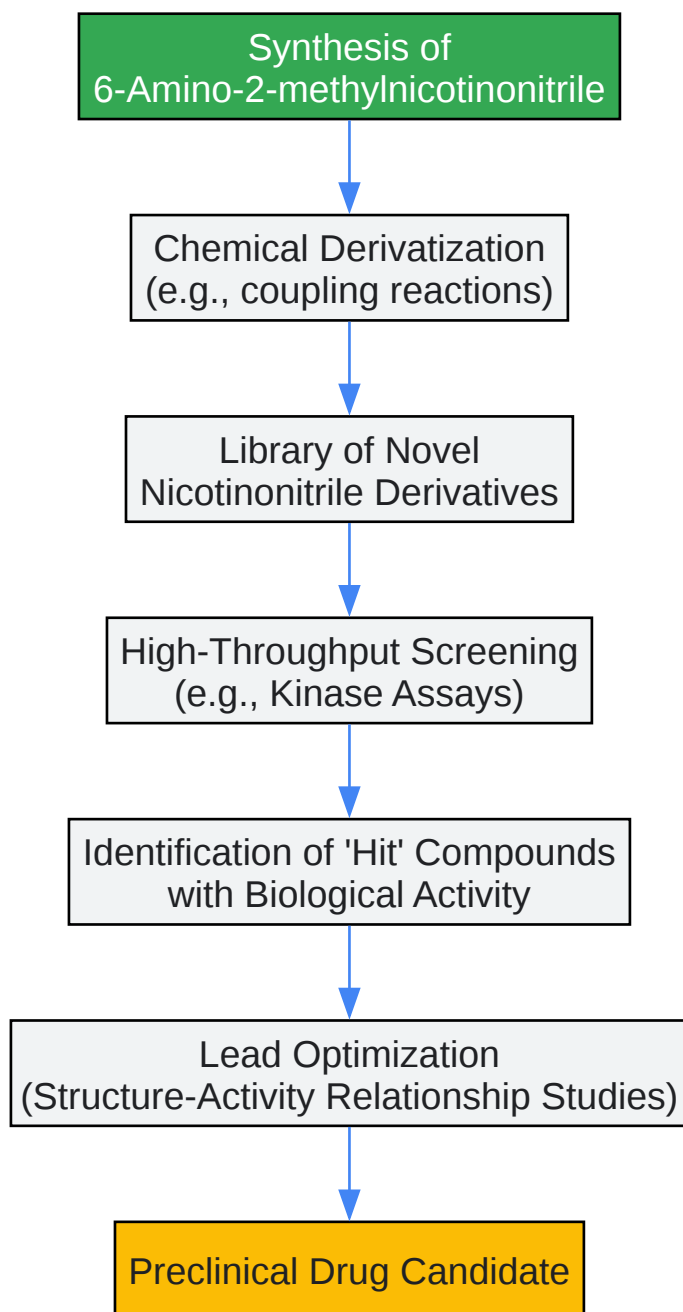 Synthesis of
6-Amino-2-methylnicotinonitrile
Chemical Derivatization
(e.g., coupling reactions)
Library of Novel
Nicotinonitrile Derivatives
High-Throughput Screening
(e.g., Kinase Assays)
Identification of 'Hit' Compounds
with Biological Activity
Lead Optimization
(Structure-Activity Relationship Studies)
Preclinical Drug Candidate